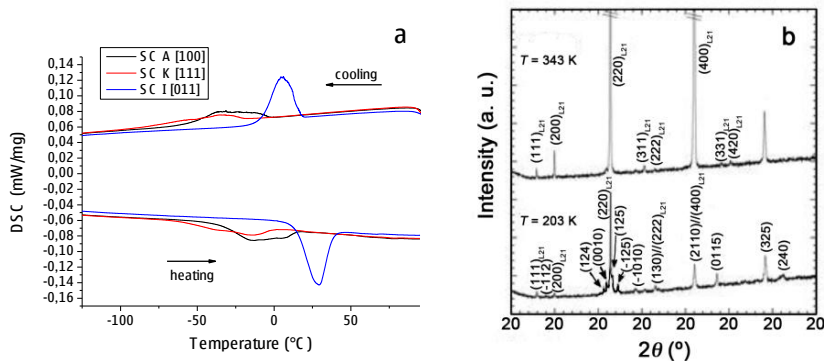 a
SC A [100]
SC K [111]
SC I [011]
cooling
heating
0,14
0,12
0,10
0,08
0,06
0,04
0,02
0,00
-0,02
-0,04
-0,06
-0,08
-0,10
-0,12
-0,14
-0,16
DSC (mW/mg)
-100 -50 0 50
Temperature (°C)
b
T = 343 K
(111)L21
(200)L21
(220)L21
(311)L21
(222)L21
(400)L21
(331)L21
(420)L21
T = 203 K
(111)L21
(-112)
(200)L21
(124)
(0010)
(220)L21
(125)
(-125)
(-1010)
(130)//(222)L21
(2110)//(400)L21
(0115)
(325)
(240)
Intensity (a. u.)
20 20 20 20 20 20 20 20
2θ (º)